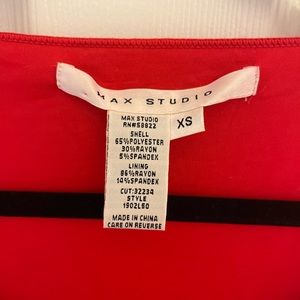 MAX STUDIO
XS
MAX STUDIO
RN#58822
SHELL
65%POLYESTER
30%RAYON
5%SPANDEX
LINING
86%RAYON
14%SPANDEX
CUT:32234
STYLE
1902L50
MADE IN CHINA
CARE ON REVERSE